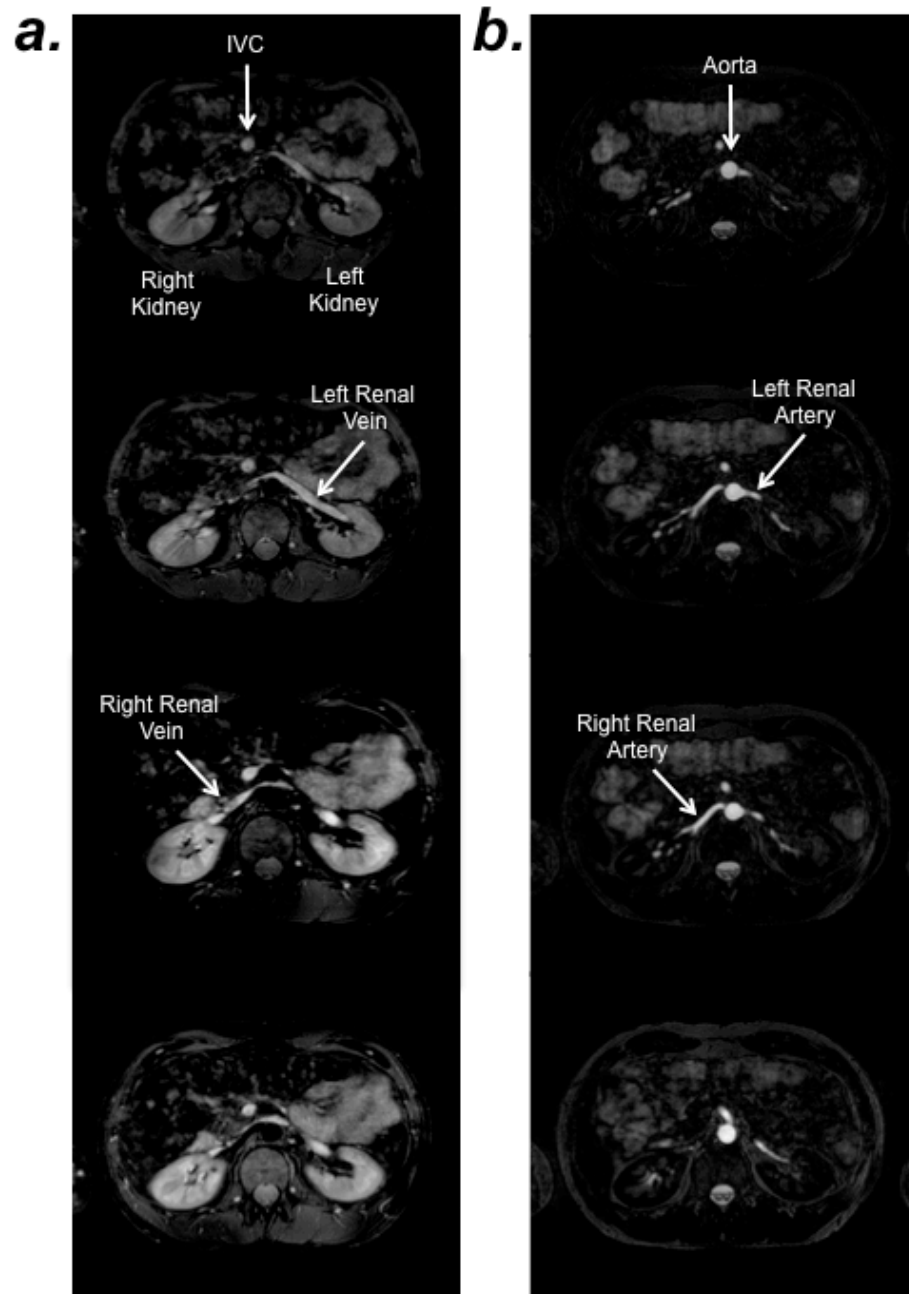 a.
IVC
Right
Kidney
Left
Kidney
Left Renal
Vein
Right Renal
Vein
b.
Aorta
Left Renal
Artery
Right Renal
Artery